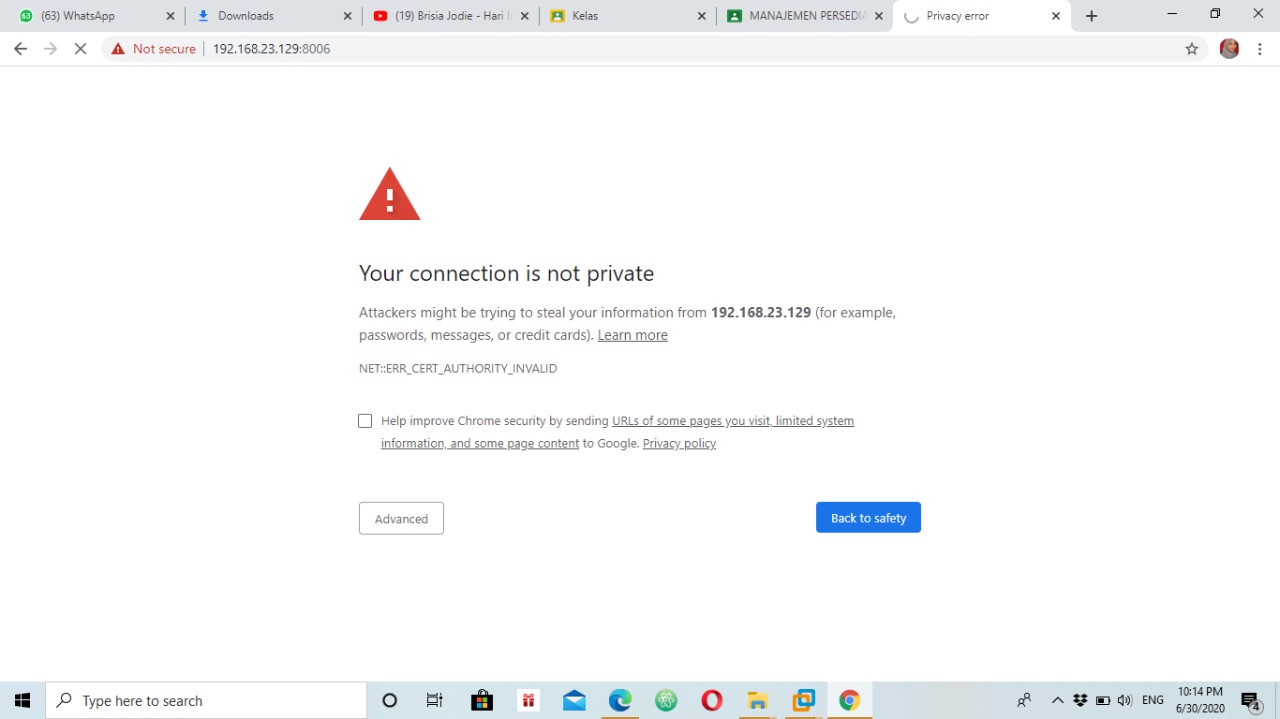 (63) WhatsApp
Downloads
(19) Brisia Jodie - Hari
Kelas
MANAJEMEN PERSEDIA
Privacy error
Not secure
192.168.23.129:8006
Your connection is not private
Attackers might be trying to steal your information from 192.168.23.129 (for example,
passwords, messages, or credit cards). Learn more
NET::ERR_CERT_AUTHORITY_INVALID
Help improve Chrome security by sending URLs of some pages you visit, limited system
information, and some page content to Google. Privacy policy
Advanced
Back to safety
Type here to search
ENG
10:14 PM
6/30/2020
4